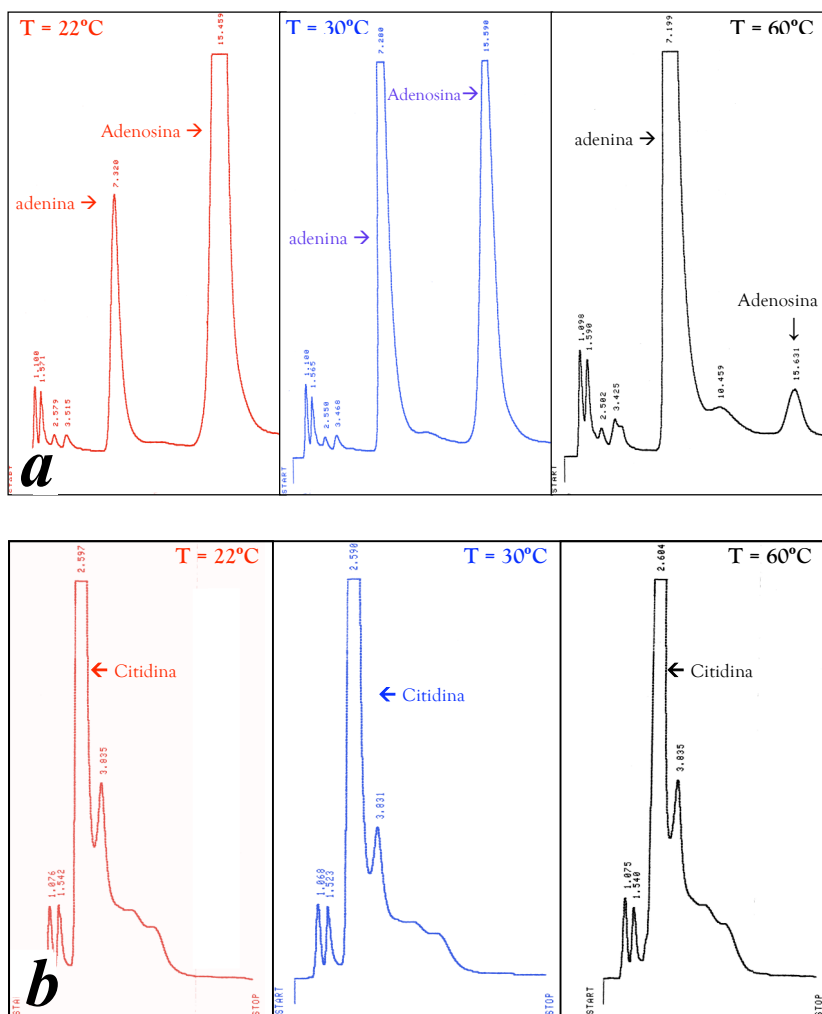 T = 22ºC
15.459
Adenosina →
7.320
adenina →
1.100
1.571
2.579
3.515
a
T = 30ºC
7.280
15.590
Adenosina →
adenina →
1.100
1.565
2.550
3.468
START
T = 60ºC
7.199
adenina →
Adenosina
↓
1.098
1.590
2.502
3.425
10.459
15.631
START
T = 22ºC
2.597
← Citidina
3.835
1.076
1.542
STA
STOP
b
T = 30ºC
2.590
← Citidina
3.831
1.068
1.523
START
STOP
T = 60ºC
2.604
← Citidina
3.835
1.075
1.540
START
STOP